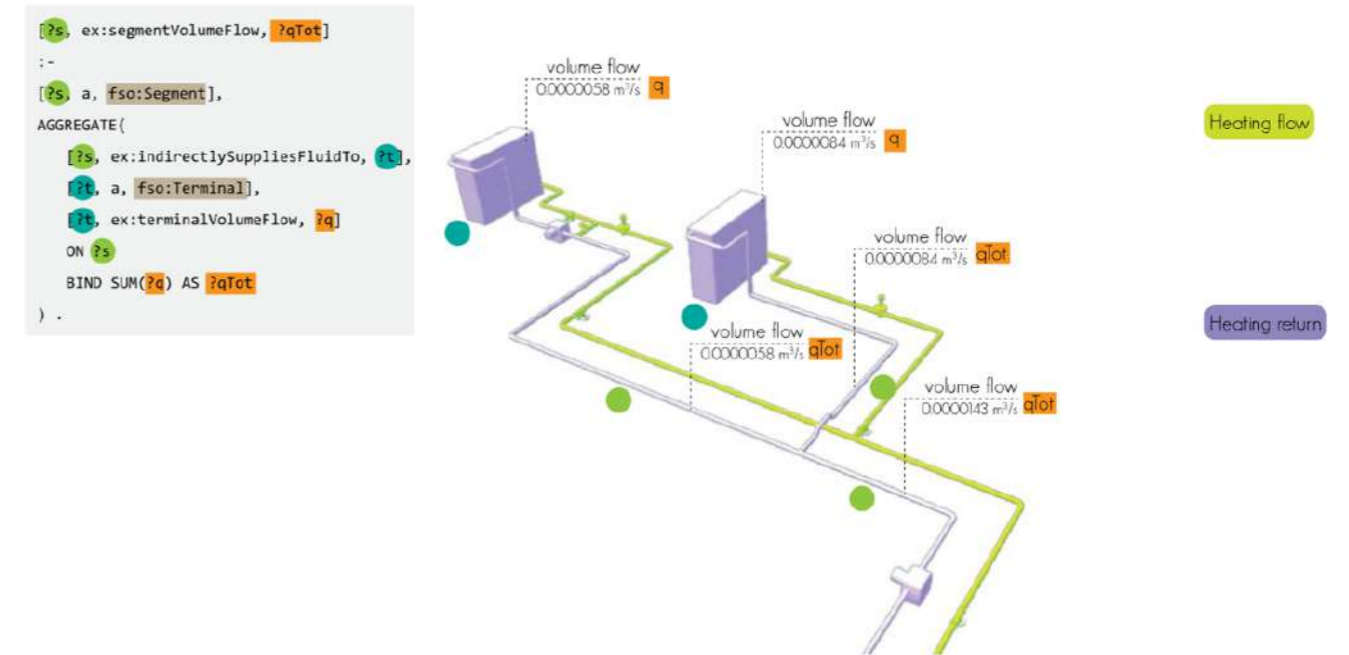 [?s, ex:segmentVolumeFlow, ?qTot]
:-
[?s, a, fso:Segment],
AGGREGATE(
[?s, ex:indirectlySuppliesFluidTo, ?t],
[?t, a, fso:Terminal],
[?t, ex:terminalVolumeFlow, ?q]
ON ?s
BIND SUM(?q) AS ?qTot
) .
volume flow
0.0000058 m³/s q
volume flow
0.0000084 m³/s q
volume flow
0.0000084 m³/s qTot
volume flow
0.0000058 m³/s qTot
volume flow
0.0000143 m³/s qTot
Heating flow
Heating return